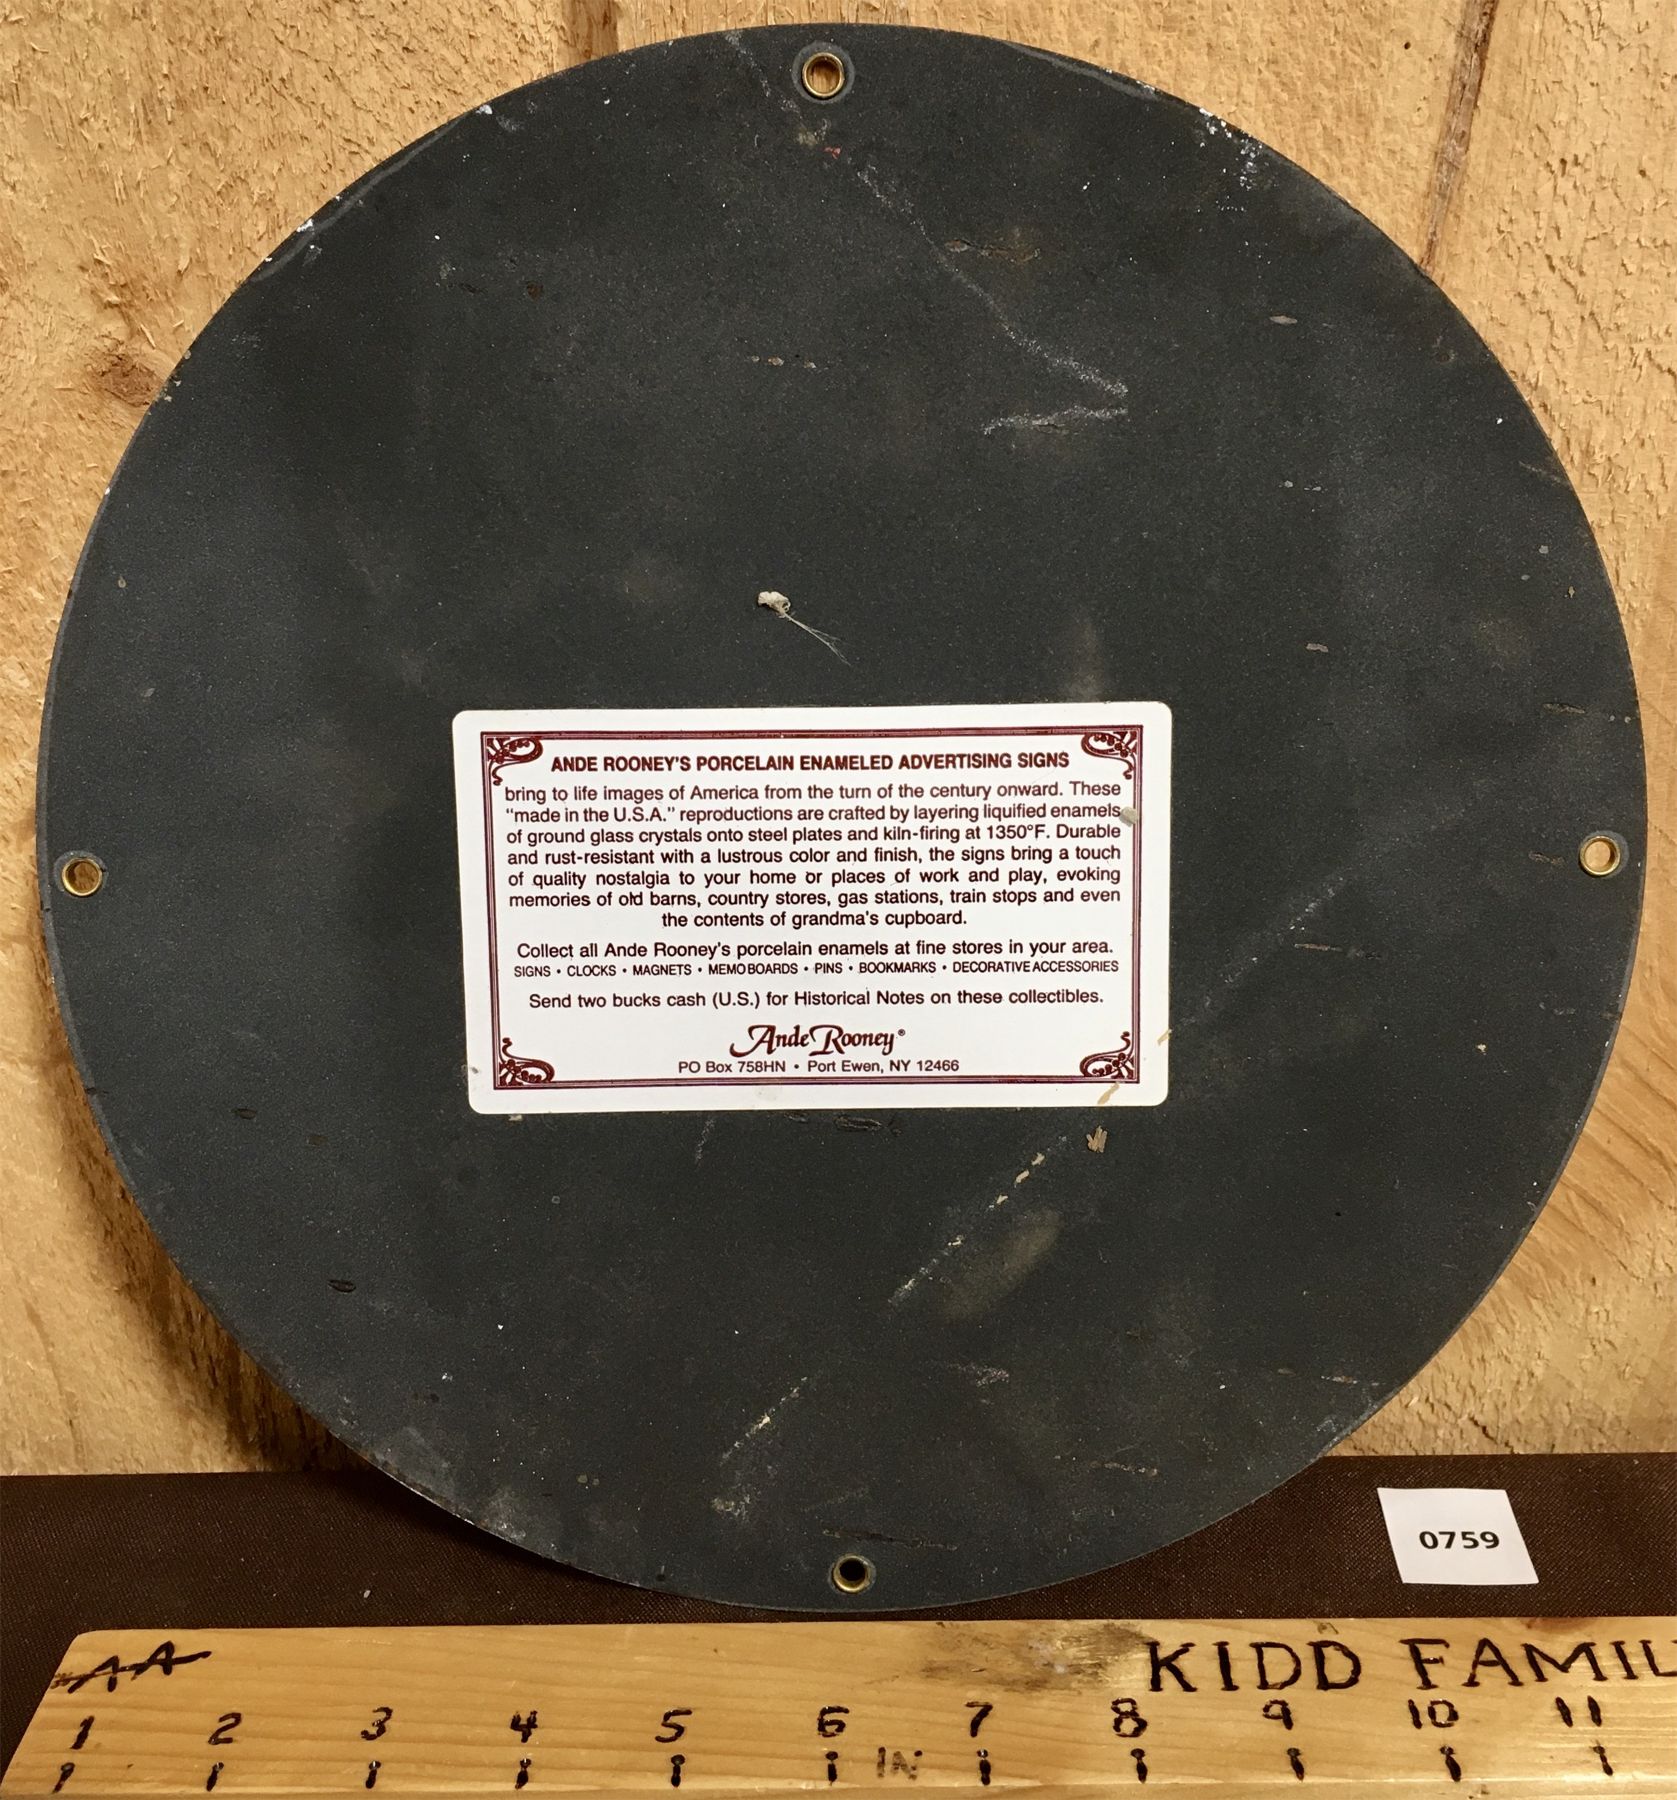 ANDE ROONEY'S PORCELAIN ENAMELED ADVERTISING SIGNS
bring to life images of America from the turn of the century onward. These
"made in the U.S.A." reproductions are crafted by layering liquified enamels
of ground glass crystals onto steel plates and kiln-firing at 1350°F. Durable
and rust-resistant with a lustrous color and finish, the signs bring a touch
of quality nostalgia to your home or places of work and play, evoking
memories of old barns, country stores, gas stations, train stops and even
the contents of grandma's cupboard.
Collect all Ande Rooney's porcelain enamels at fine stores in your area.
SIGNS • CLOCKS • MAGNETS • MEMO BOARDS • PINS • BOOKMARKS • DECORATIVE ACCESSORIES
Send two bucks cash (U.S.) for Historical Notes on these collectibles.
Ande Rooney®
PO Box 758HN • Port Ewen, NY 12466
0759
AA KIDD FAMIL
1 2 3 4 5 6 7 8 9 10 11
IN